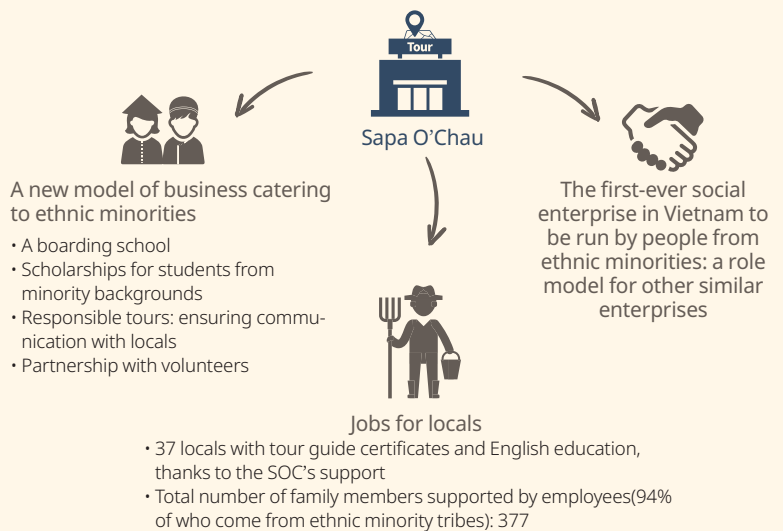 Tour
Sapa O’Chau
A new model of business catering
to ethnic minorities
• A boarding school
• Scholarships for students from
minority backgrounds
• Responsible tours: ensuring commu-
nication with locals
• Partnership with volunteers
The first-ever social
enterprise in Vietnam to
be run by people from
ethnic minorities: a role
model for other similar
enterprises
Jobs for locals
• 37 locals with tour guide certificates and English education,
thanks to the SOC’s support
• Total number of family members supported by employees(94%
of who come from ethnic minority tribes): 377